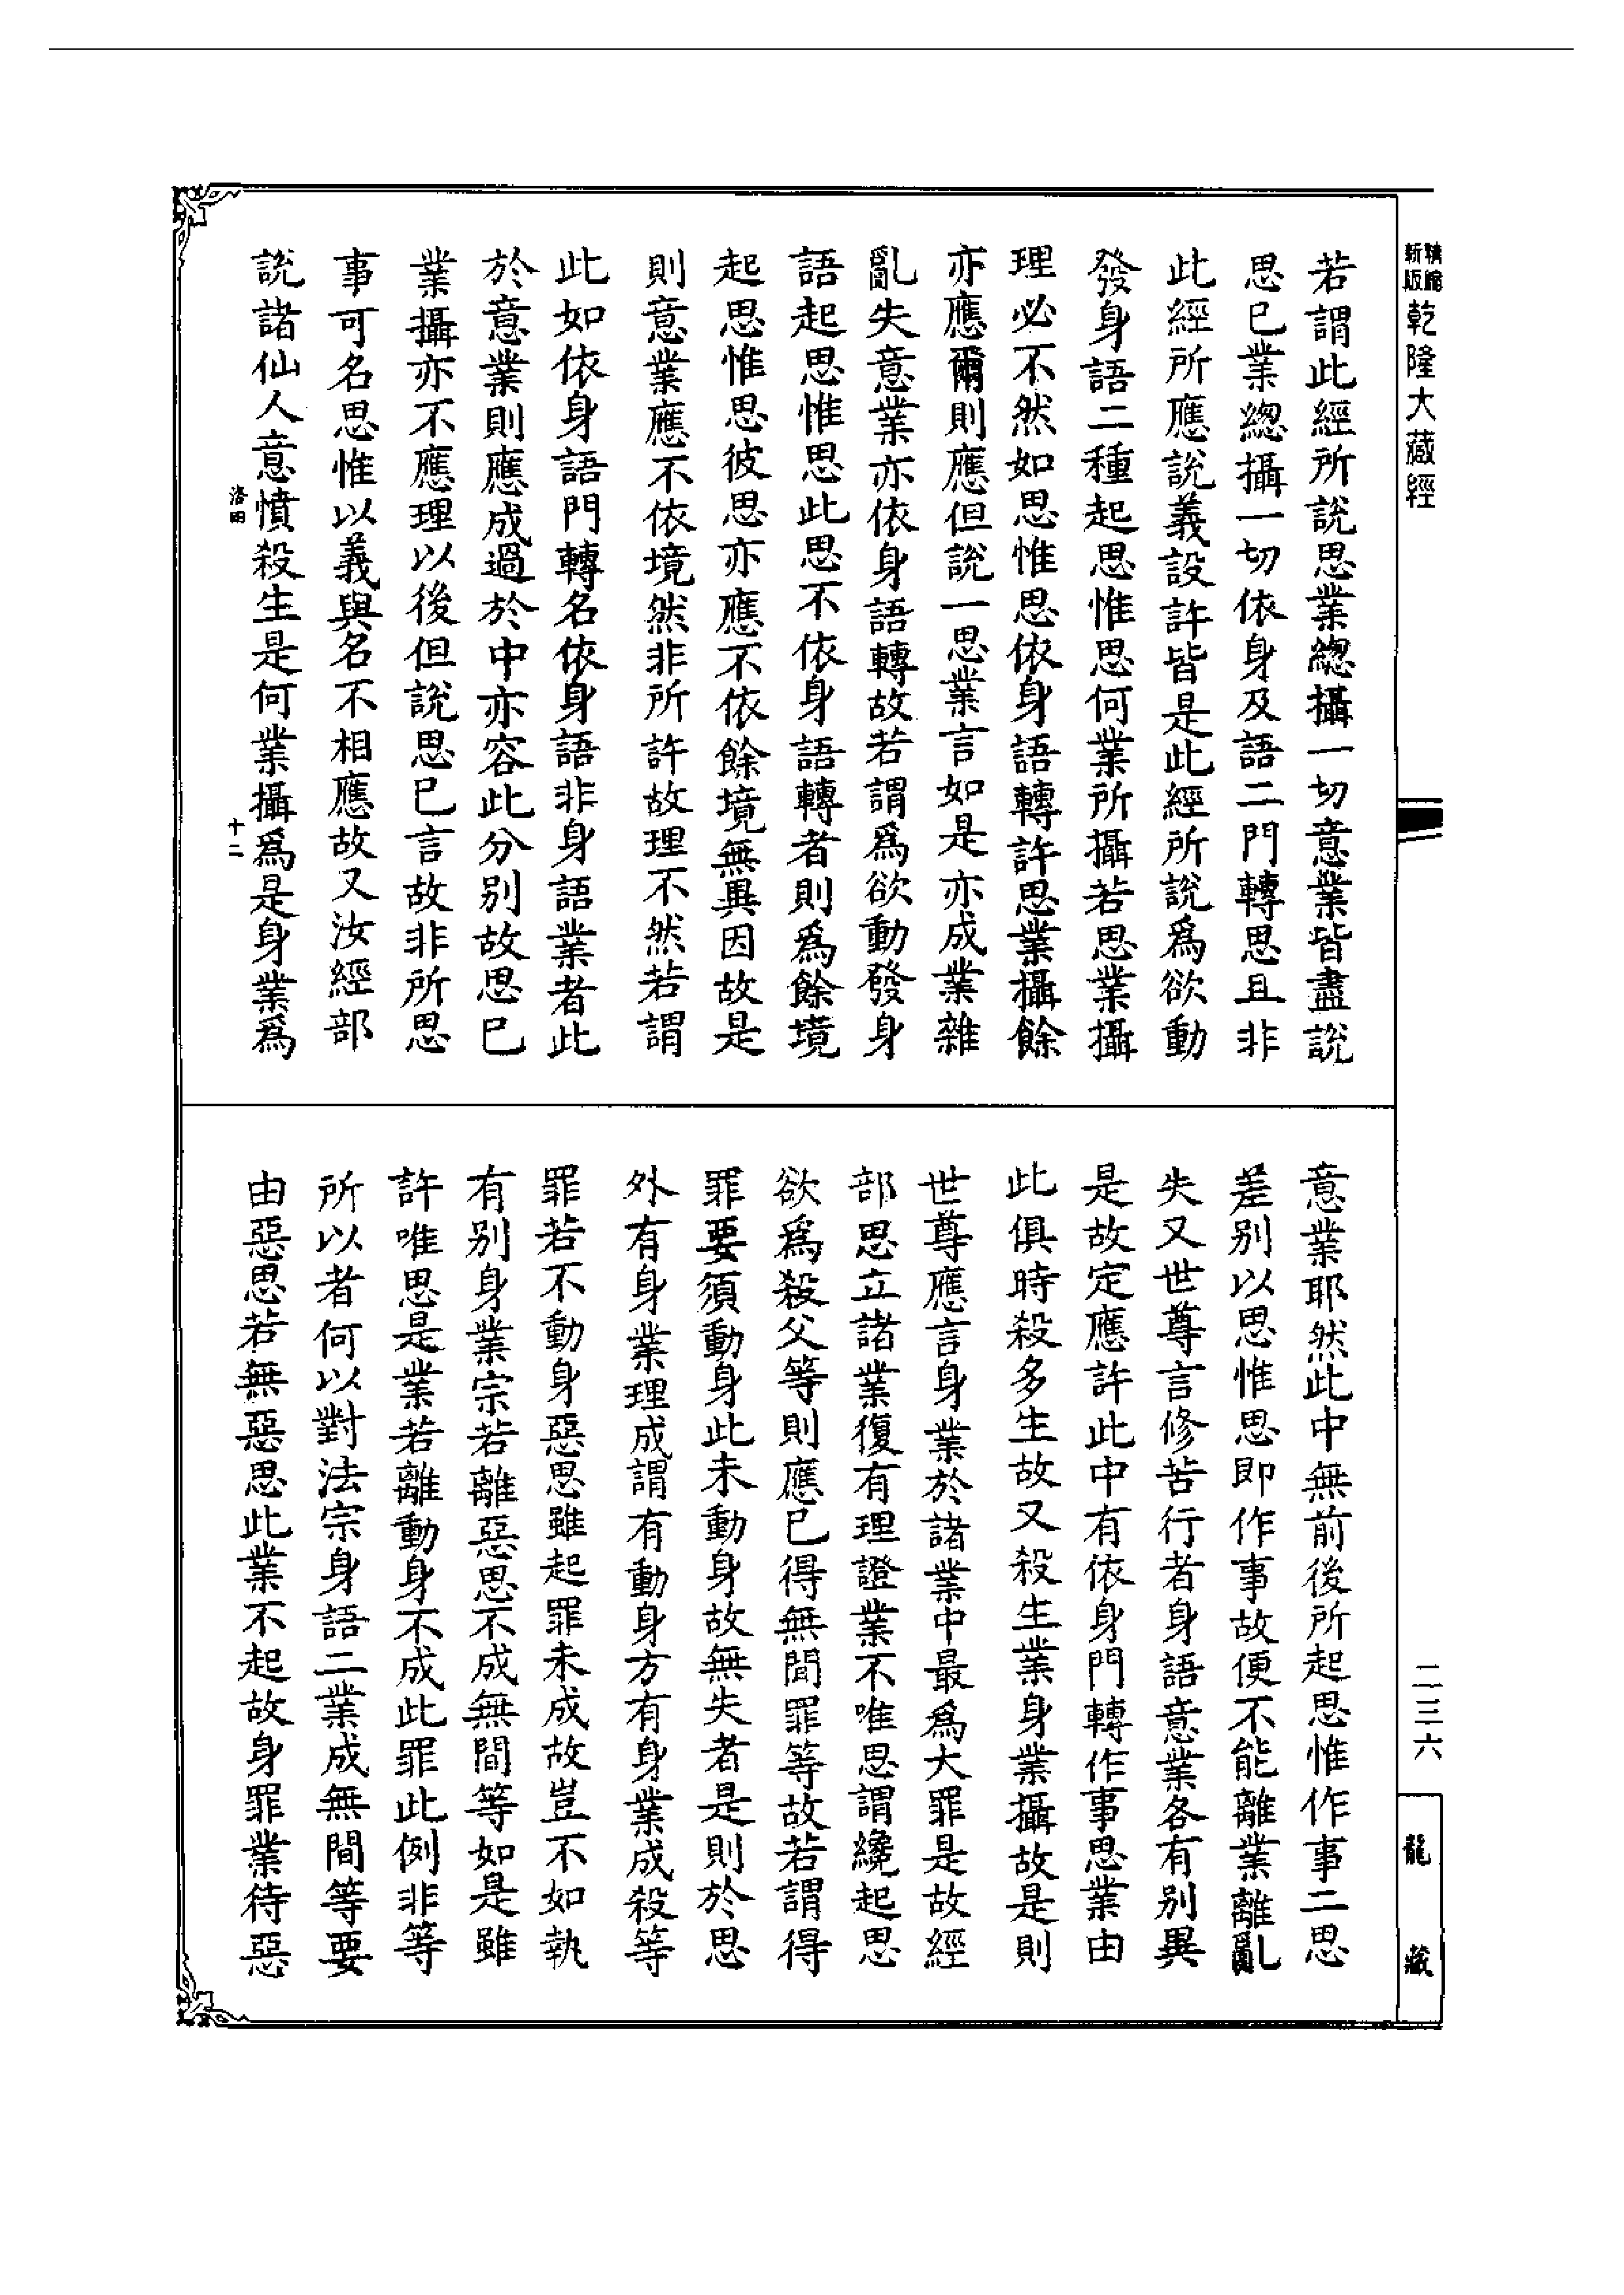 精縮
新版
乾隆大藏經
若謂此經所說思業總攝一切意業皆盡說
思已業總攝一切依身及語二門轉思且非
此經所應說義設許皆是此經所說為欲動
發身語二種起思惟思何業所攝若思業攝
理必不然如思惟思依身語轉許思業攝餘
亦應爾則應但說一思業言如是亦成業雜
亂失意業亦依身語轉故若謂為欲動發身
語起思惟思此思不依身語轉者則為餘境
起思惟思彼思亦應不依餘境無異因故是
則意業應不依境然非所許故理不然若謂
此如依身語門轉名依身語非身語業者此
於意業則應成過於中亦容此分別故思已
業攝亦不應理以後但說思已言故非所思
事可名思惟以義與名不相應故又汝經部
說諸仙人意憤殺生是何業攝為是身業為
十二
意業耶然此中無前後所起思惟作事二思
差別以思惟思即作事故便不能離業離亂
失又世尊言修苦行者身語意業各有別異
是故定應許此中有依身門轉作事思業由
此俱時殺多生故又殺生業身業攝故是則
世尊應言身業於諸業中最為大罪是故經
部思立諸業復有理證業不唯思謂纔起思
欲為殺父等則應已得無間罪等故若謂得
罪要須動身此未動身故無失者是則於思
外有身業理成謂有動身方有身業成殺等
罪若不動身惡思雖起罪未成故豈不如執
有別身業宗若離惡思不成無間等如是雖
許唯思是業若離動身不成此罪此例非等
所以者何以對法宗身語二業成無間等要
由惡思若無惡思此業不起故身罪業待惡
二三六
龍藏